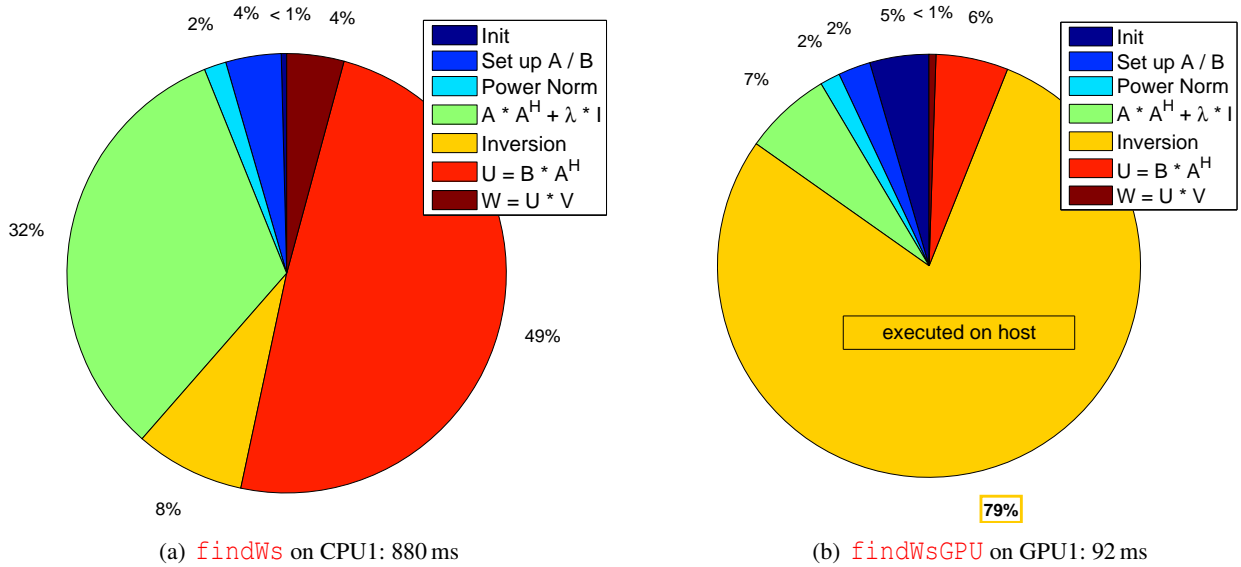 2%
4%
< 1%
4%
Init
Set up A / B
Power Norm
A * A^H + λ * I
Inversion
U = B * A^H
W = U * V
32%
49%
8%
(a) findWs on CPU1: 880 ms
2%
2%
5%
< 1%
6%
Init
Set up A / B
Power Norm
A * A^H + λ * I
Inversion
U = B * A^H
W = U * V
7%
executed on host
79%
(b) findWsGPU on GPU1: 92 ms